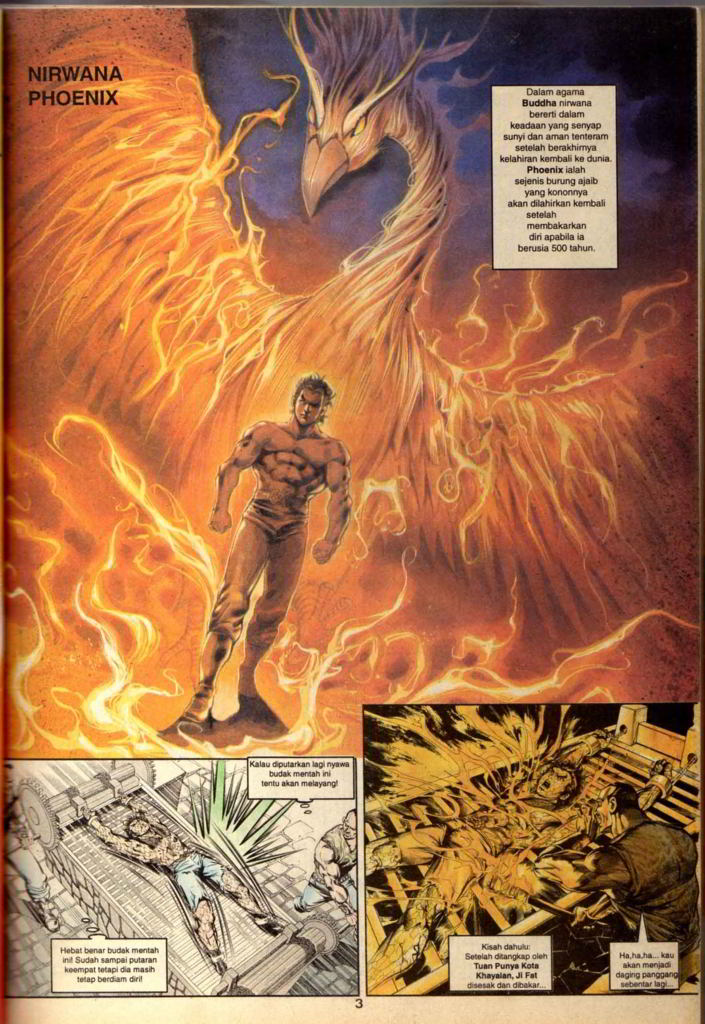 NIRWANA
PHOENIX
Dalam agama
Buddha nirwana
bererti dalam
keadaan yang senyap
sunyi dan aman tenteram
setelah berakhirnya
kelahiran kembali ke dunia.
Phoenix ialah
sejenis burung ajaib
yang kononnya
akan dilahirkan kembali
setelah
membakarkan
diri apabila ia
berusia 500 tahun.
Kalau diputarkan lagi nyawa
budak mentah ini
tentu akan melayang!
Hebat benar budak mentah
ini! Sudah sampai putaran
keempat tetapi dia masih
tetap berdiam diri!
Kisah dahulu:
Setelah ditangkap oleh
Tuan Punya Kota
Khayalan, Ji Fat
disesak dan dibakar...
Ha,ha,ha... kau
akan menjadi
daging panggang
sebentar lagi...
3